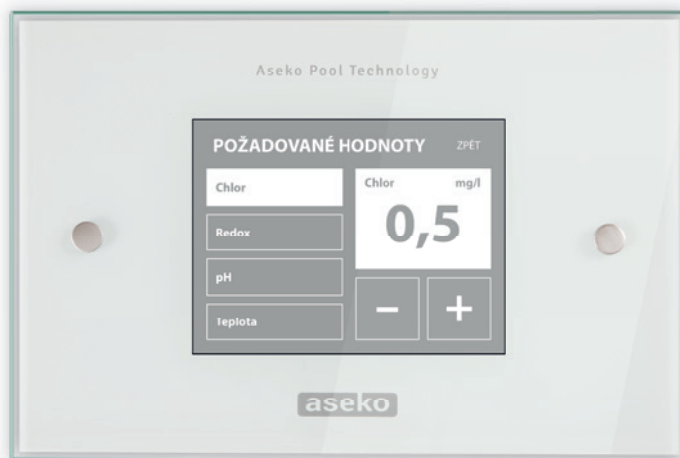 Aseko Pool Technology
POŽADOVANÉ HODNOTY ZPĚT
Chlor
Redox
pH
Teplota
Chlor mg/l
0,5
− +
aseko